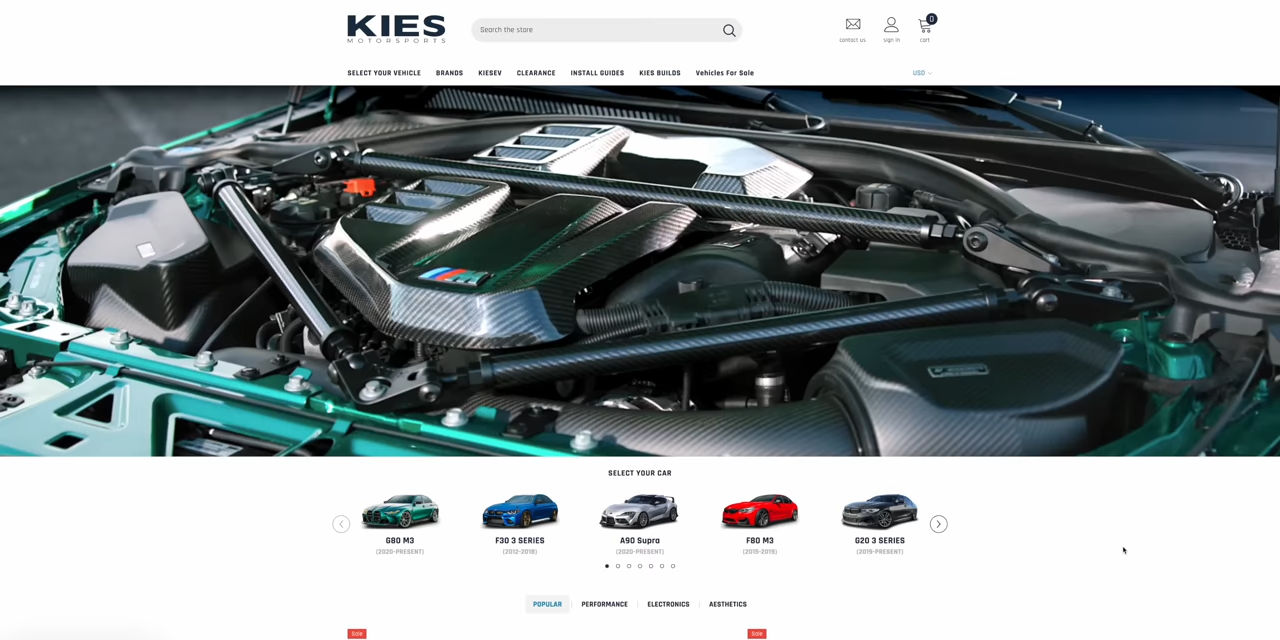 KIES
MOTORSPORTS
Search the store
contact us
sign in
0
cart
SELECT YOUR VEHICLE
BRANDS
KIESEV
CLEARANCE
INSTALL GUIDES
KIES BUILDS
Vehicles For Sale
USD
SELECT YOUR CAR
G80 M3
(2020-PRESENT)
F30 3 SERIES
(2012-2018)
A90 Supra
(2020-PRESENT)
F80 M3
(2015-2019)
G20 3 SERIES
(2019-PRESENT)
POPULAR
PERFORMANCE
ELECTRONICS
AESTHETICS
Sale
Sale